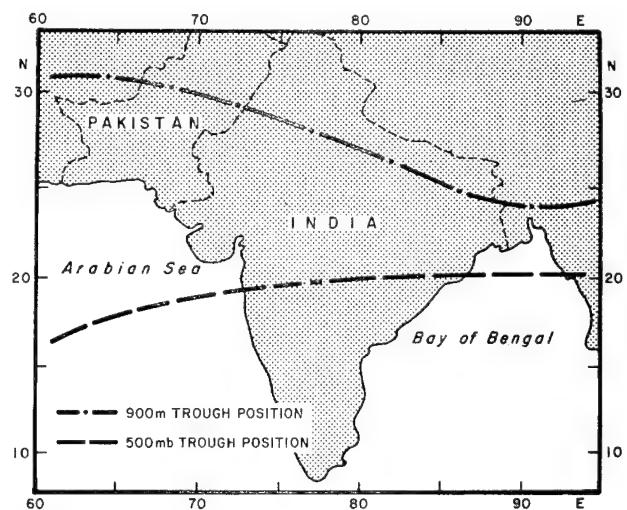 60 70 80 90 E
N N
30 30
PAKISTAN
INDIA
Arabian Sea
20 20
Bay of Bengal
900m TROUGH POSITION
500mb TROUGH POSITION
10 10
60 70 80 90 E